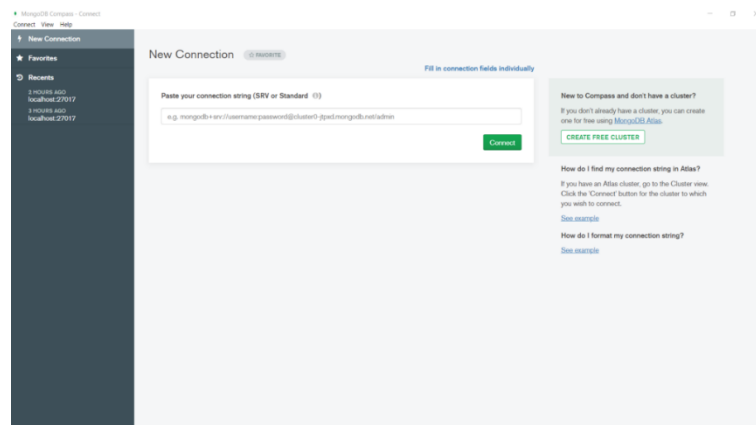 MongoDB Compass - Connect
Connect View Help
New Connection
Favorites
Recents
2 HOURS AGO
localhost:27017
3 HOURS AGO
localhost:27017
New Connection
FAVORITE
Fill in connection fields individually
Paste your connection string (SRV or Standard
)
e.g. mongodb+srv://username:password@cluster0-jtpxd.mongodb.net/admin
Connect
New to Compass and don't have a cluster?
If you don't already have a cluster, you can create
one for free using MongoDB Atlas.
CREATE FREE CLUSTER
How do I find my connection string in Atlas?
If you have an Atlas cluster, go to the Cluster view.
Click the 'Connect' button for the cluster to which
you wish to connect.
See example
How do I format my connection string?
See example